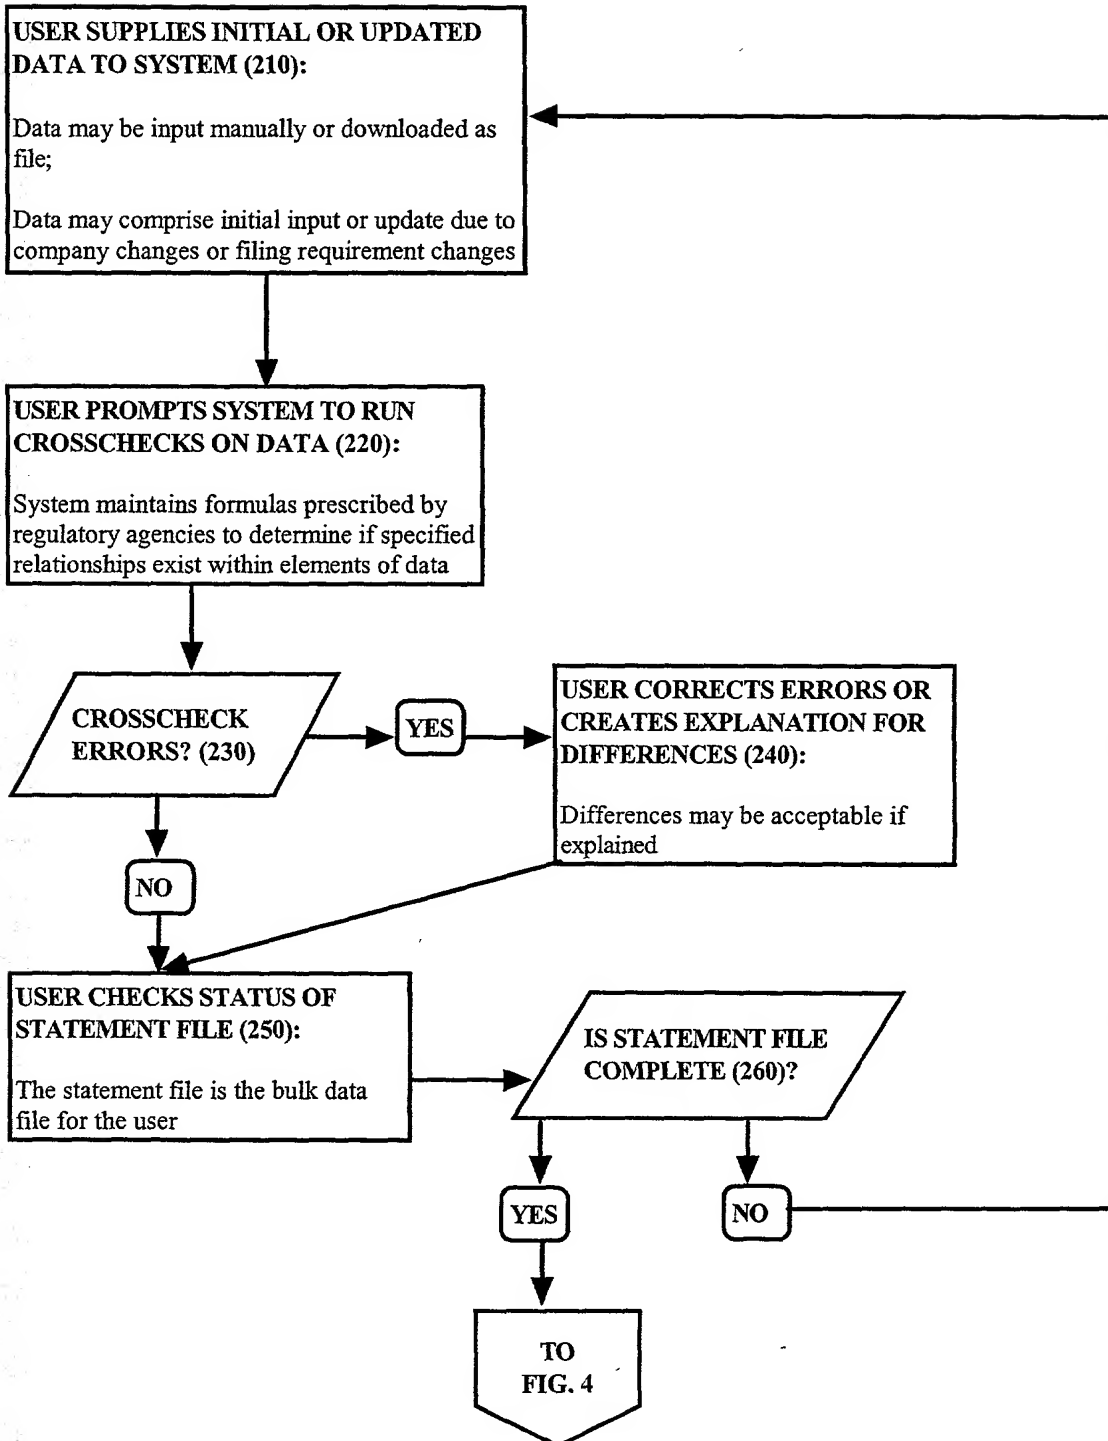 USER SUPPLIES INITIAL OR UPDATED
DATA TO SYSTEM (210):
Data may be input manually or downloaded as
file;
Data may comprise initial input or update due to
company changes or filing requirement changes
USER PROMPTS SYSTEM TO RUN
CROSSCHECKS ON DATA (220):
System maintains formulas prescribed by
regulatory agencies to determine if specified
relationships exist within elements of data
CROSSCHECK
ERRORS? (230)
YES
USER CORRECTS ERRORS OR
CREATES EXPLANATION FOR
DIFFERENCES (240):
Differences may be acceptable if
explained
NO
USER CHECKS STATUS OF
STATEMENT FILE (250):
The statement file is the bulk data
file for the user
IS STATEMENT FILE
COMPLETE (260)?
YES
NO
TO
FIG. 4